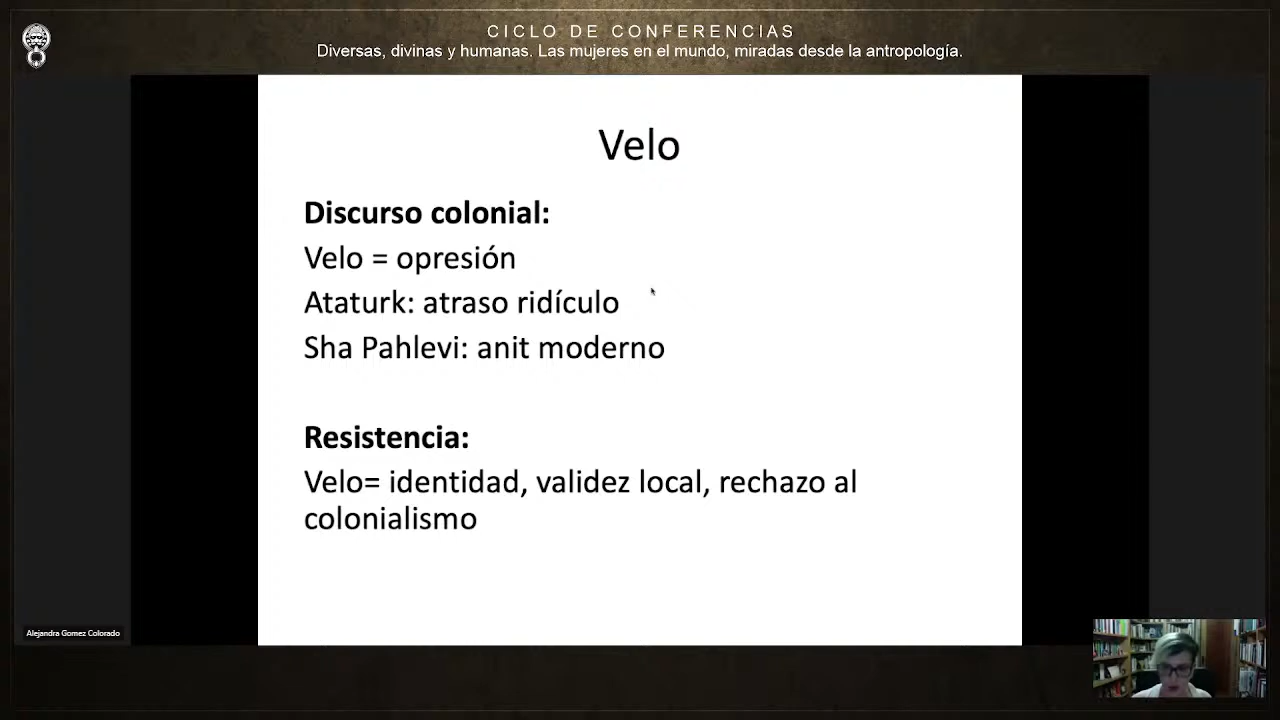 CICLO DE CONFERENCIAS
Diversas, divinas y humanas. Las mujeres en el mundo, miradas desde la antropología.
Velo
Discurso colonial:
Velo = opresión
Ataturk: atraso ridículo
Sha Pahlevi: anit moderno
Resistencia:
Velo= identidad, validez local, rechazo al
colonialismo
Alejandra Gomez Colorado